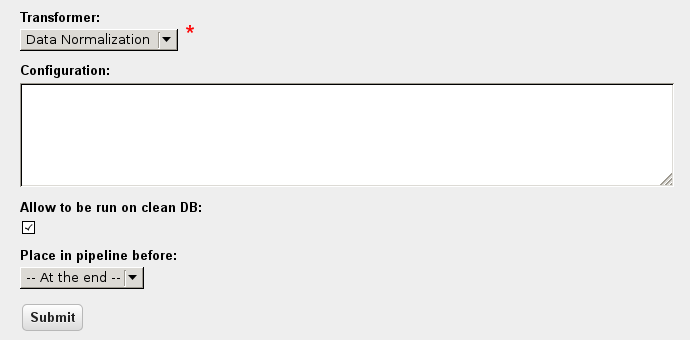 Transformer:
Data Normalization *
Configuration:
Allow to be run on clean DB:
Place in pipeline before:
-- At the end --
Submit